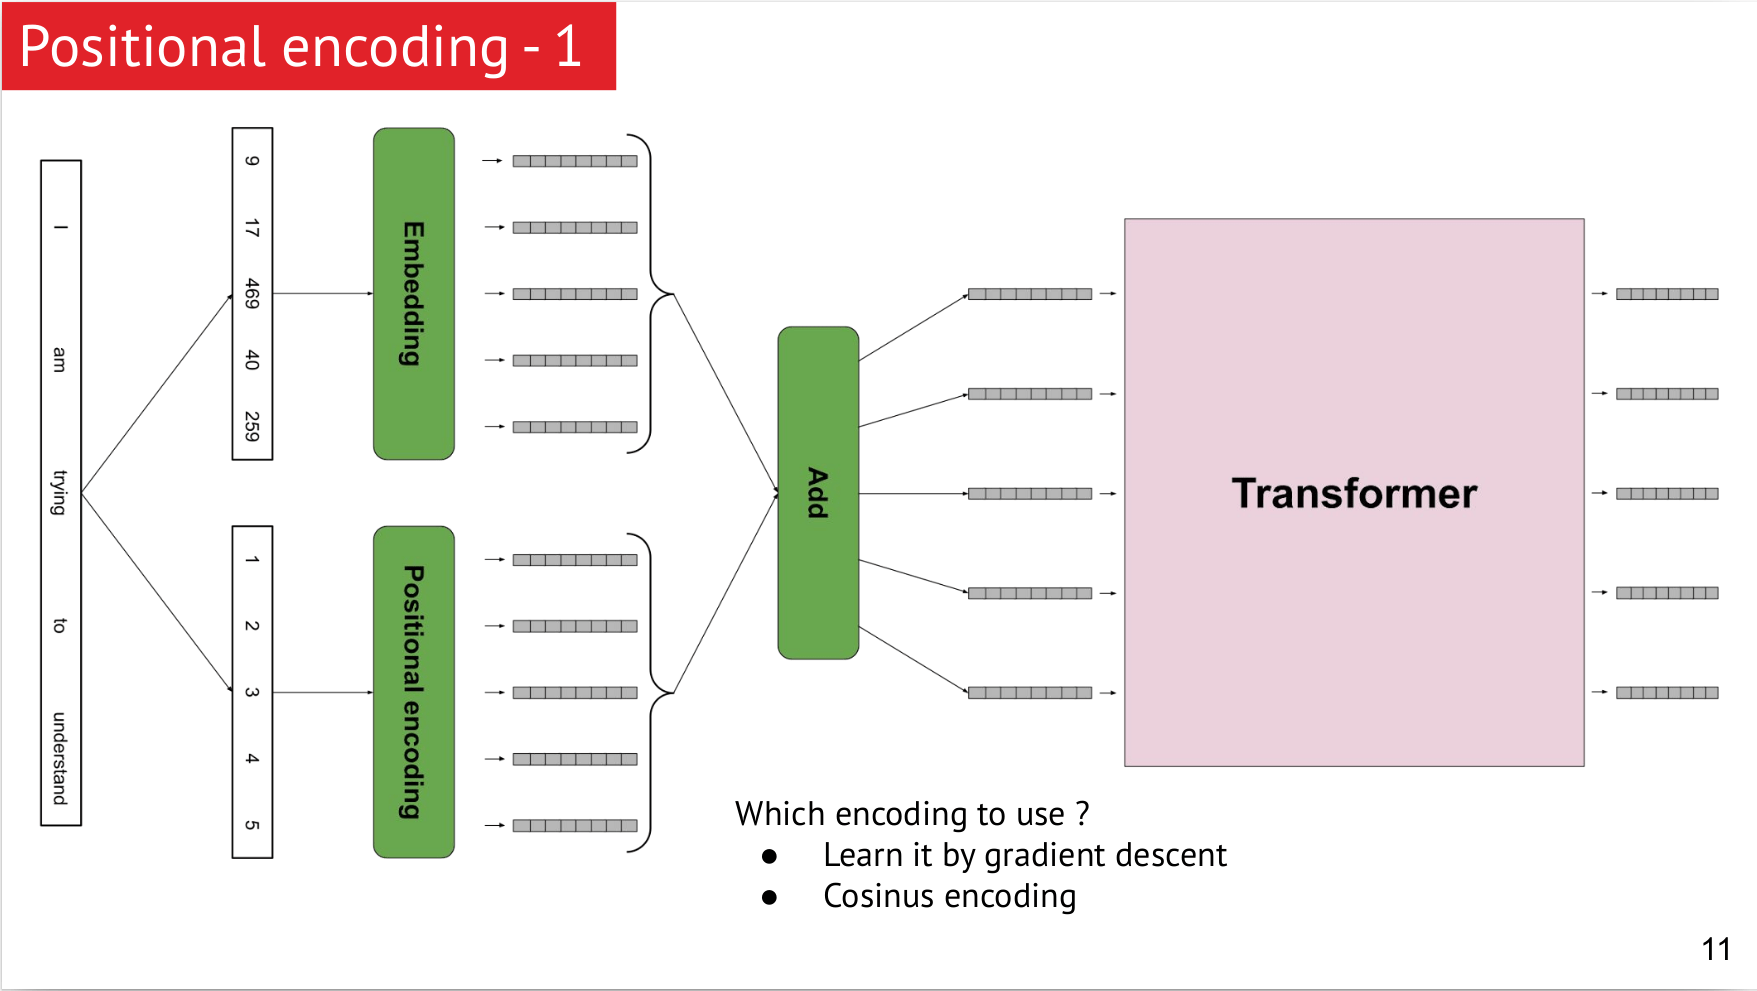 Positional encoding - 1
I am trying to understand
9 17 469 40 259
Embedding
1 2 3 4 5
Positional encoding
Add
Transformer
Which encoding to use ?
● Learn it by gradient descent
● Cosinus encoding
11